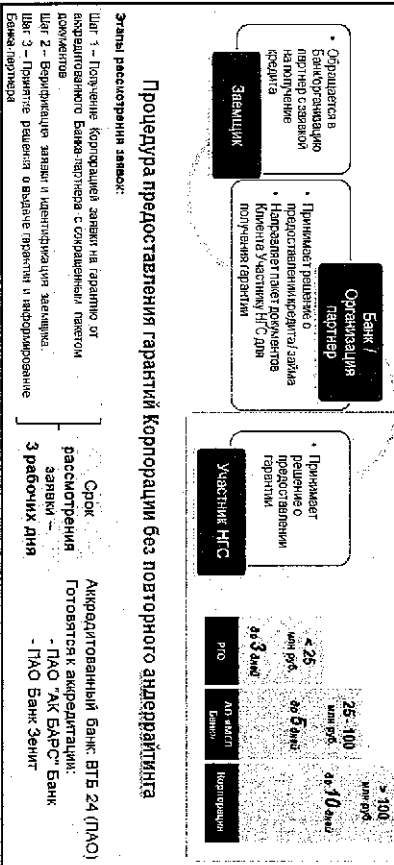 • Обращается в
Банк/организацию
партнер с заявкой
на получение
кредита
Заемщик
Банк /
Организация
партнер
• Принимает решение о
предоставлении кредита/займа
• Направляет пакет документов
Клиента Участнику НГС для
получения гарантии
• Принимает
решение о
предоставлении
гарантии
Участник НГС
< 25
млн руб.
до 3 дней
РГО
25 - 100
млн руб.
до 5 дней
АО «МСП
Банк»
> 100
млн руб.
до 10 дней
Корпорация
Процедура предоставления гарантий Корпорации без повторного андеррайтинга
Этапы рассмотрения заявок:
Шаг 1 – Получение Корпорацией заявки на гарантию от
аккредитованного Банка-партнера с сокращенным пакетом
документов
Шаг 2 – Верификация заявки и идентификация заемщика
Шаг 3 – Принятие решения о выдаче гарантии и информирование
Банка-партнера
Срок
рассмотрения
заявки –
3 рабочих дня
Аккредитованный банк: ВТБ 24 (ПАО)
Готовятся к аккредитации:
- ПАО "АК БАРС" Банк
- ПАО Банк Зенит